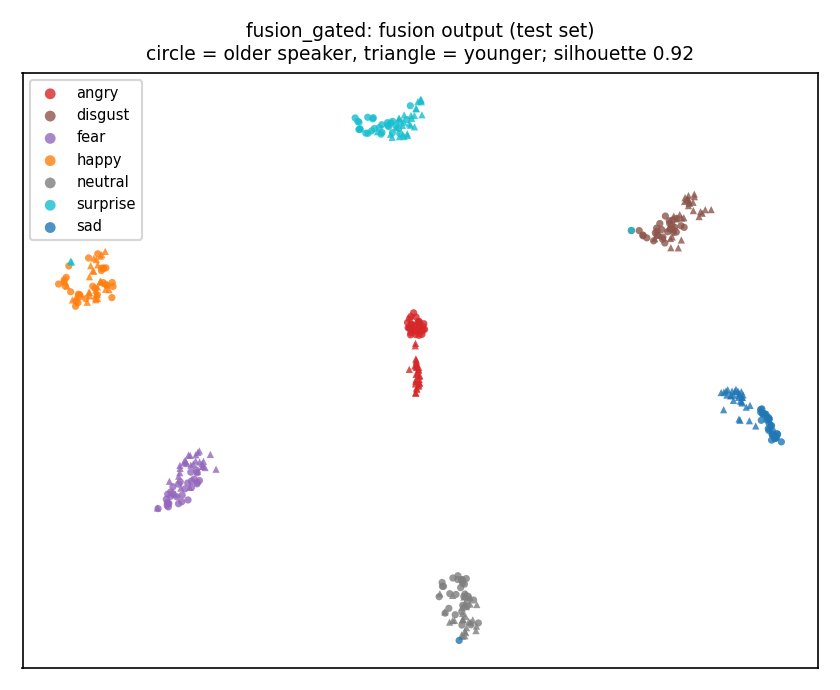 fusion_gated: fusion output (test set)
circle = older speaker, triangle = younger; silhouette 0.92
angry
disgust
fear
happy
neutral
surprise
sad